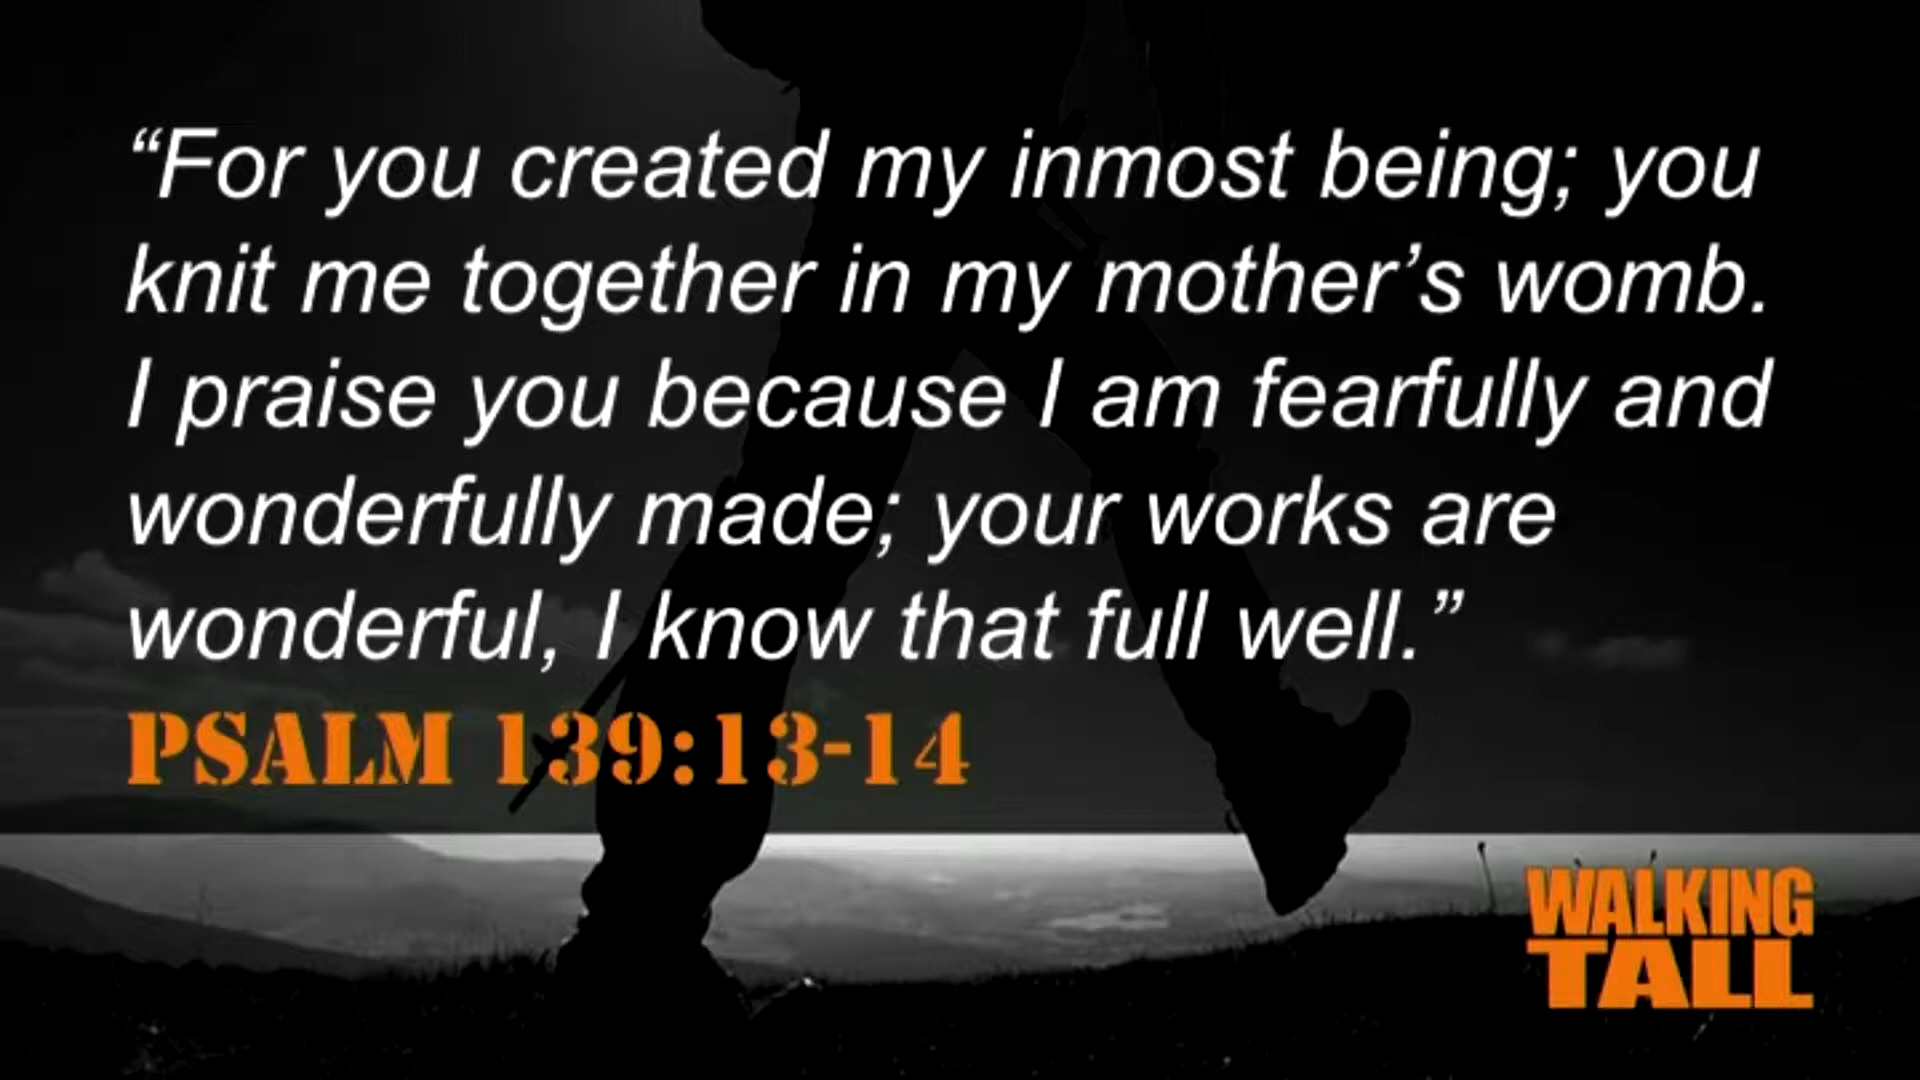 “For you created my inmost being; you
knit me together in my mother’s womb.
I praise you because I am fearfully and
wonderfully made; your works are
wonderful, I know that full well.”
PSALM 139:13-14
WALKING
TALL